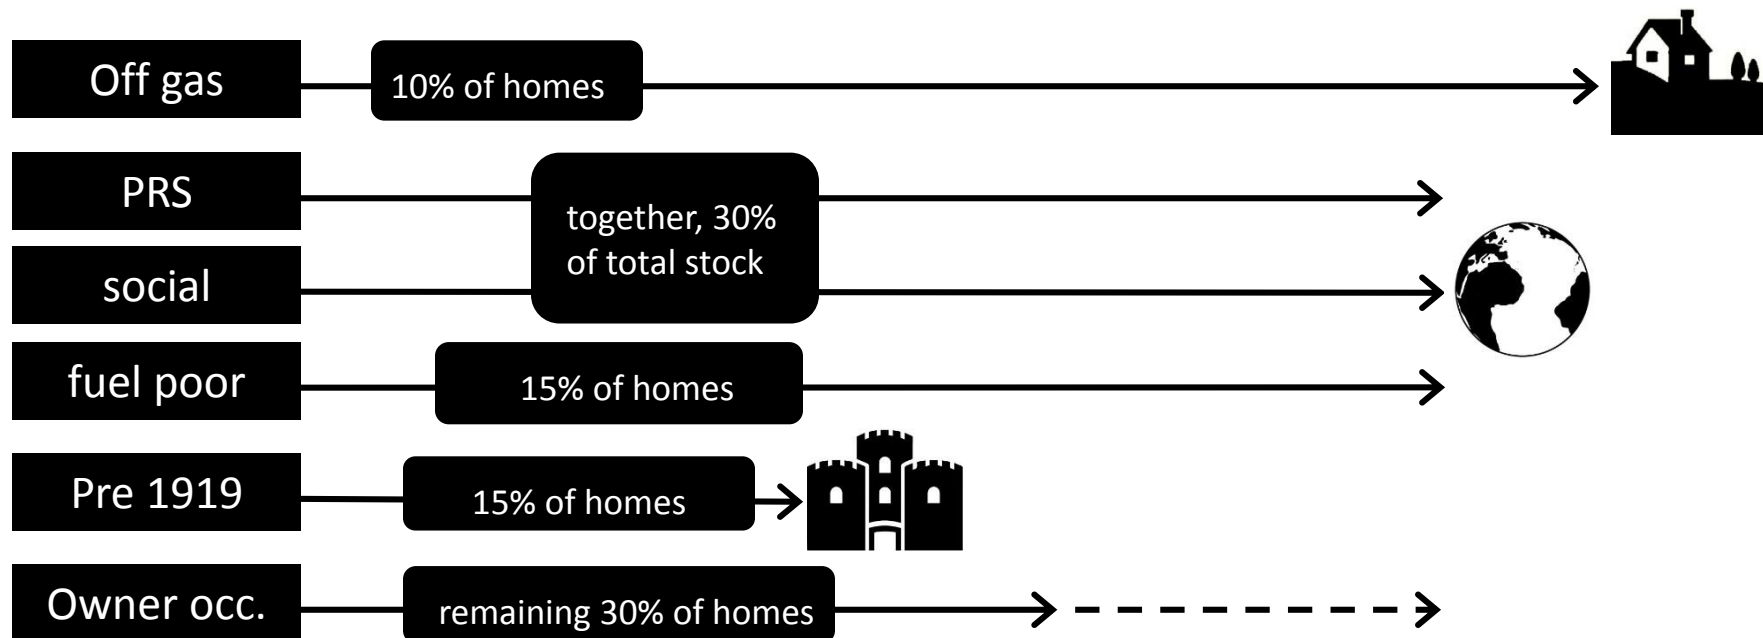 Off gas
10% of homes
PRS
together, 30%
of total stock
social
fuel poor
15% of homes
Pre 1919
15% of homes
Owner occ.
remaining 30% of homes